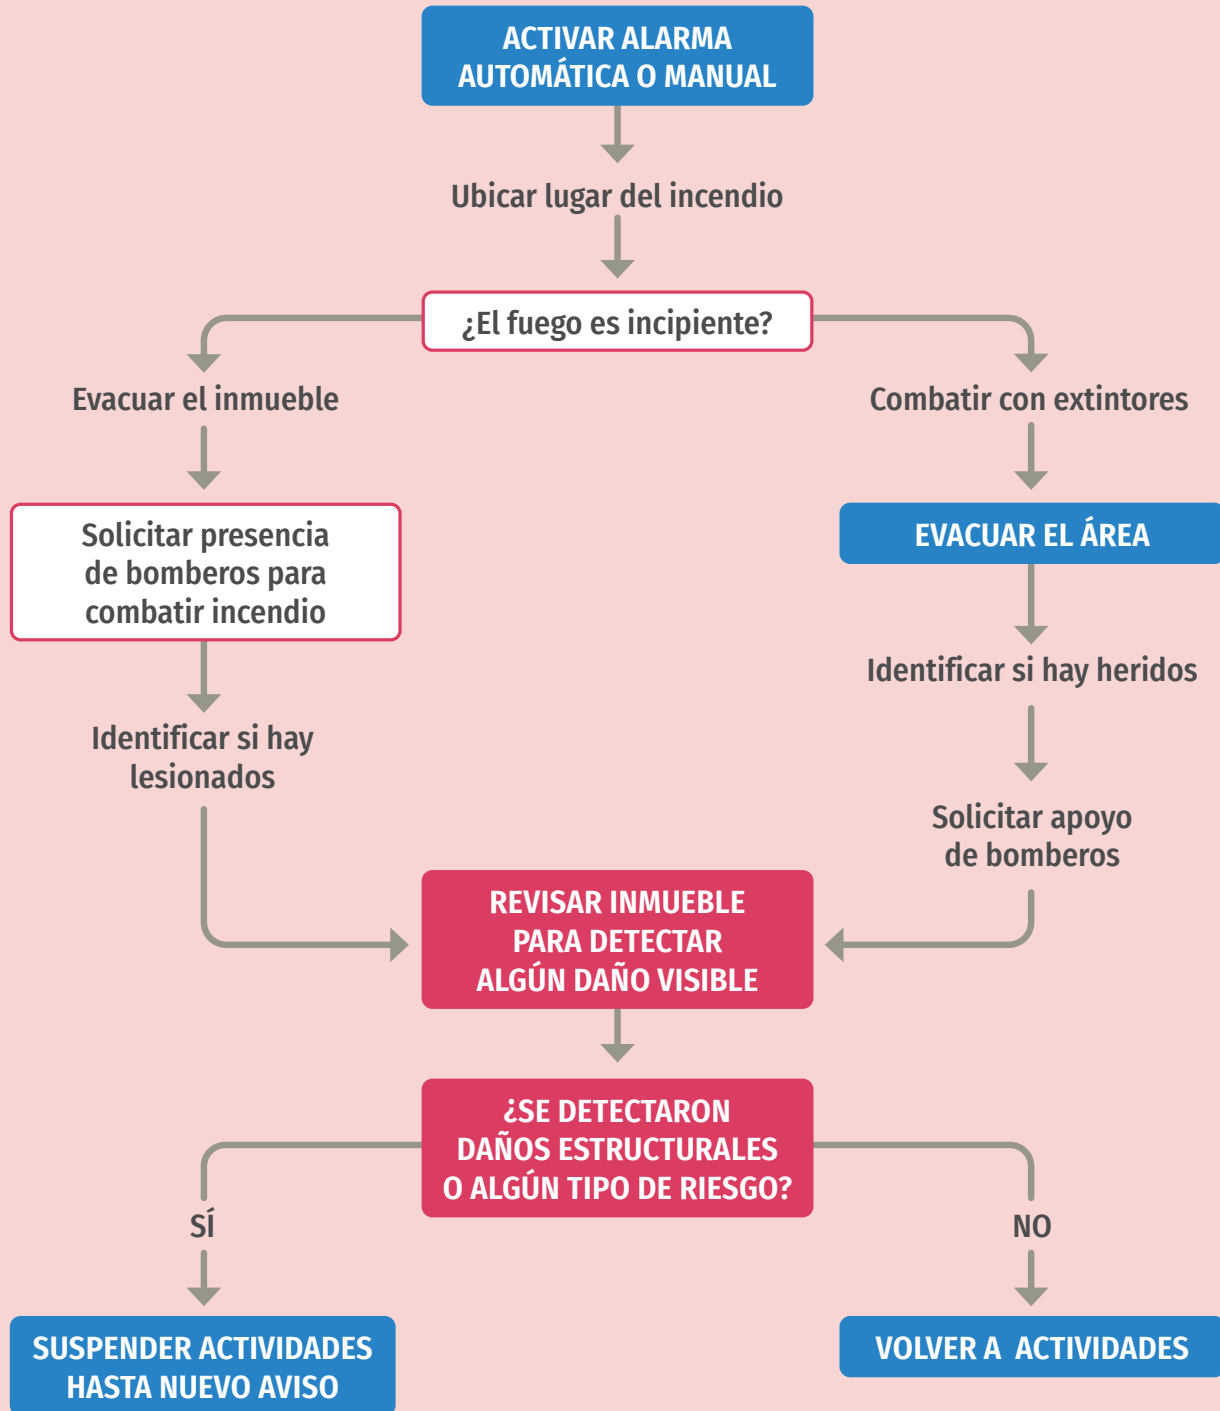 ACTIVAR ALARMA
AUTOMÁTICA O MANUAL
Ubicar lugar del incendio
¿El fuego es incipiente?
Evacuar el inmueble
Combatir con extintores
Solicitar presencia
de bomberos para
combatir incendio
EVACUAR EL ÁREA
Identificar si hay heridos
Identificar si hay
lesionados
Solicitar apoyo
de bomberos
REVISAR INMUEBLE
PARA DETECTAR
ALGÚN DAÑO VISIBLE
¿SE DETECTARON
DAÑOS ESTRUCTURALES
O ALGÚN TIPO DE RIESGO?
SÍ
NO
SUSPENDER ACTIVIDADES
HASTA NUEVO AVISO
VOLVER A ACTIVIDADES